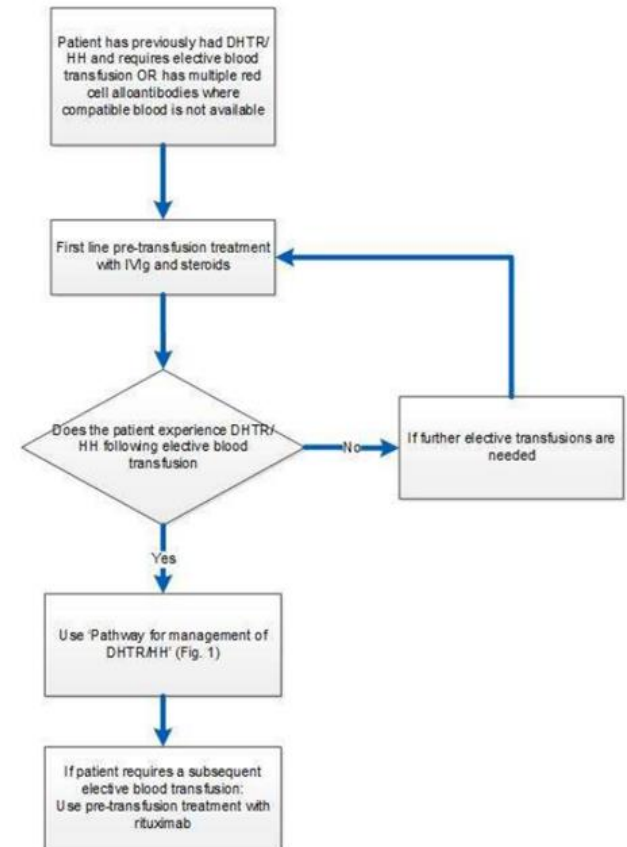 Patient has previously had DHTR/
HH and requires elective blood
transfusion OR has multiple red
cell alloantibodies where
compatible blood is not available
First line pre-transfusion treatment
with IVIg and steroids
Does the patient experience DHTR/
HH following elective blood
transfusion
No
If further elective transfusions are
needed
Yes
Use 'Pathway for management of
DHTR/HH' (Fig. 1)
If patient requires a subsequent
elective blood transfusion:
Use pre-transfusion treatment with
rituximab